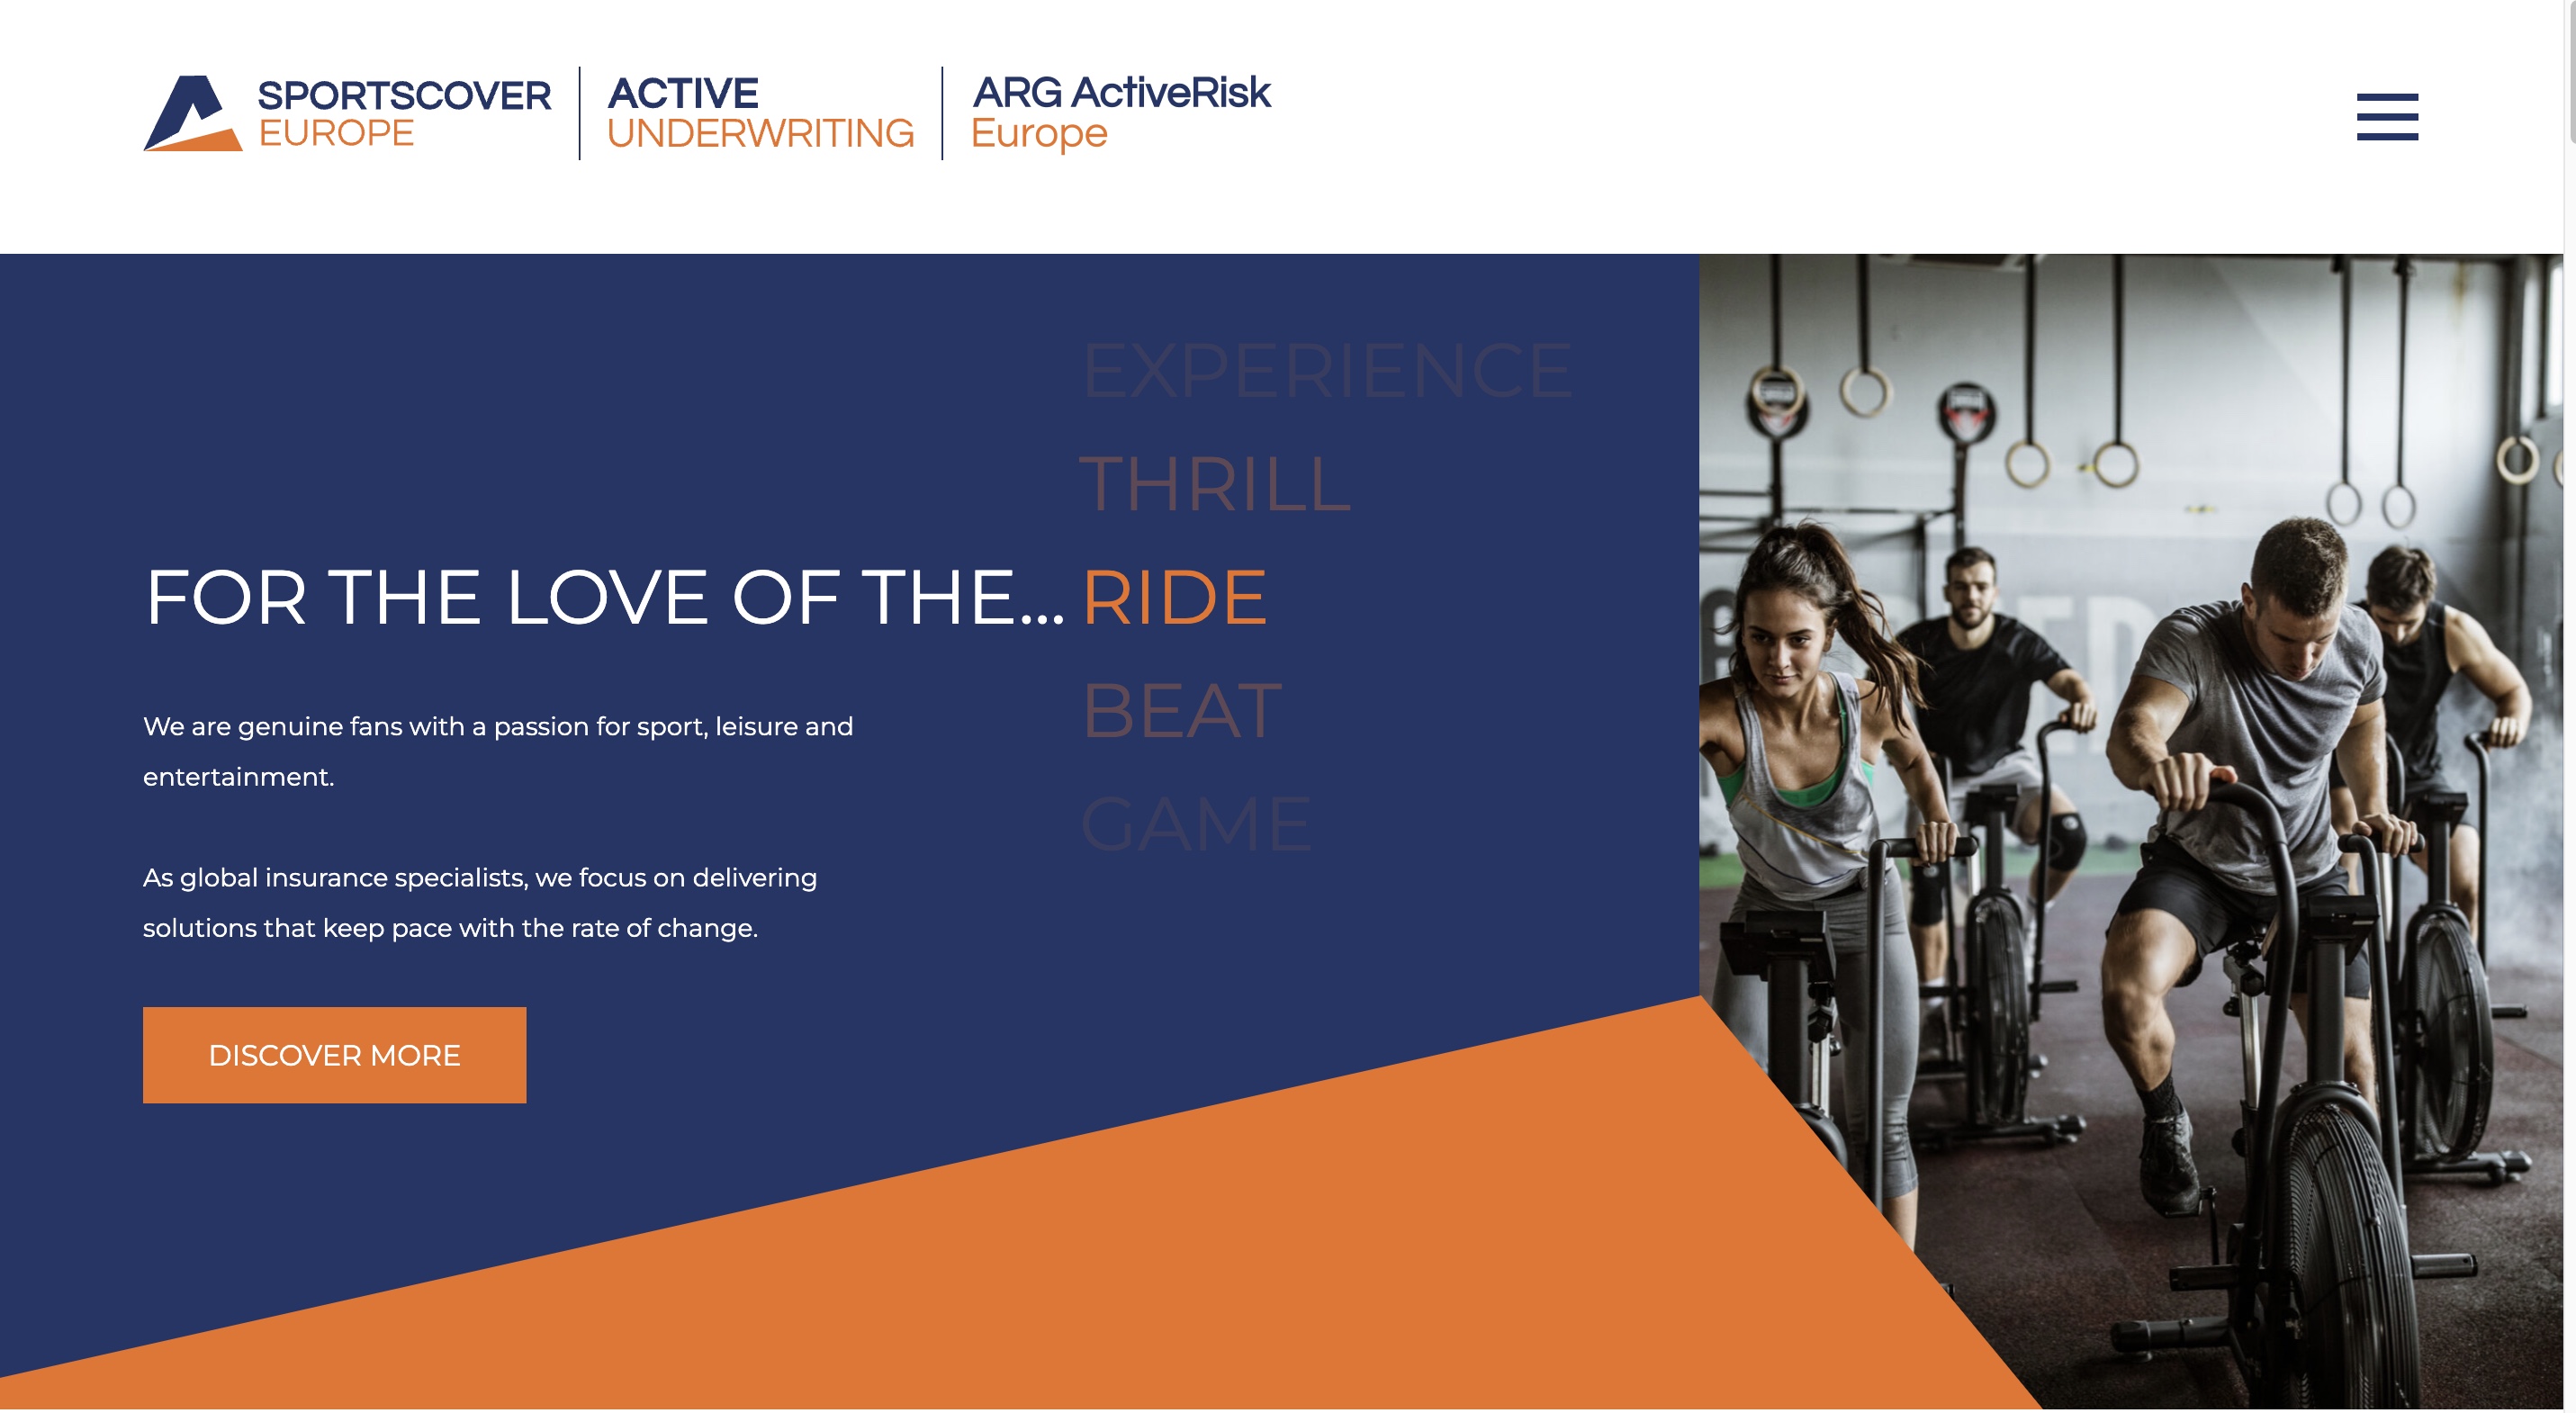 SPORTSCOVER
EUROPE
ACTIVE
UNDERWRITING
ARG ActiveRisk
Europe
EXPERIENCE
THRILL
FOR THE LOVE OF THE... RIDE
BEAT
GAME
We are genuine fans with a passion for sport, leisure and
entertainment.
As global insurance specialists, we focus on delivering
solutions that keep pace with the rate of change.
DISCOVER MORE